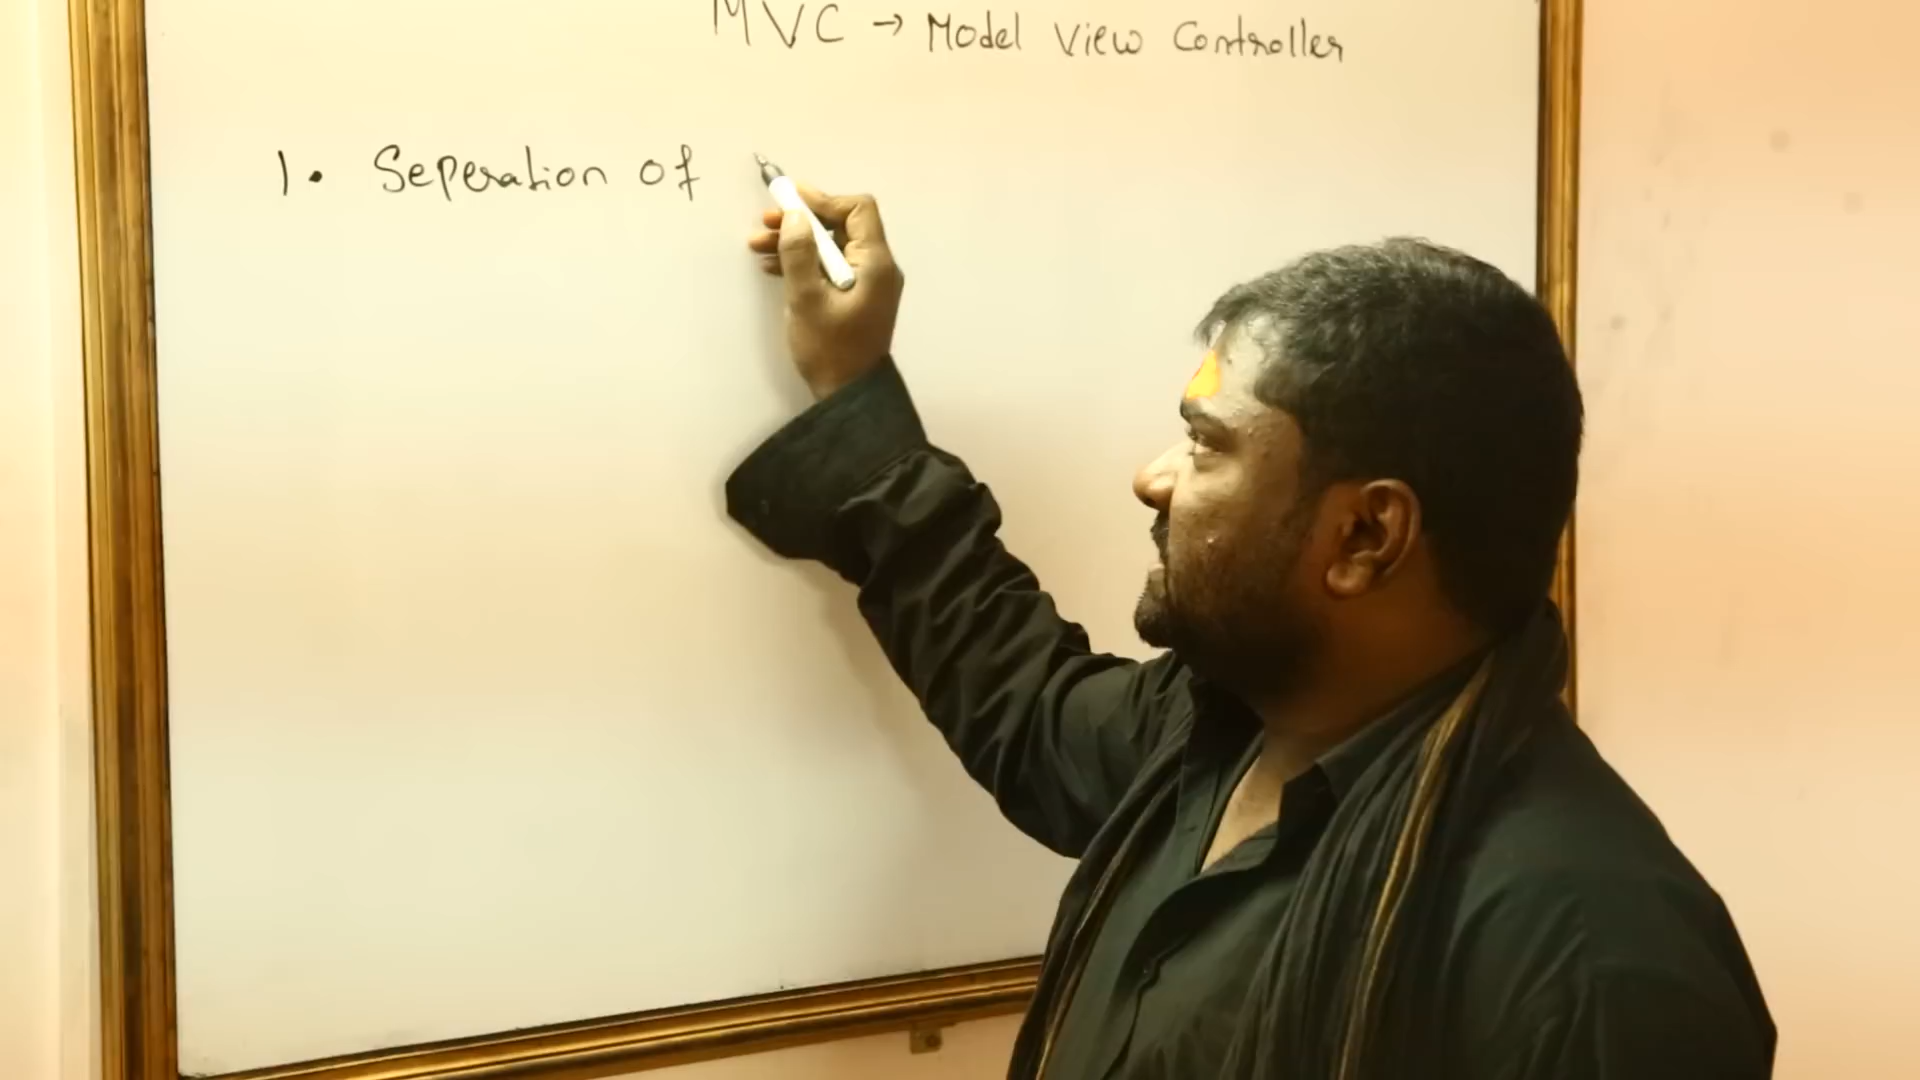 MVC → Model View Controller
1. Seperation of